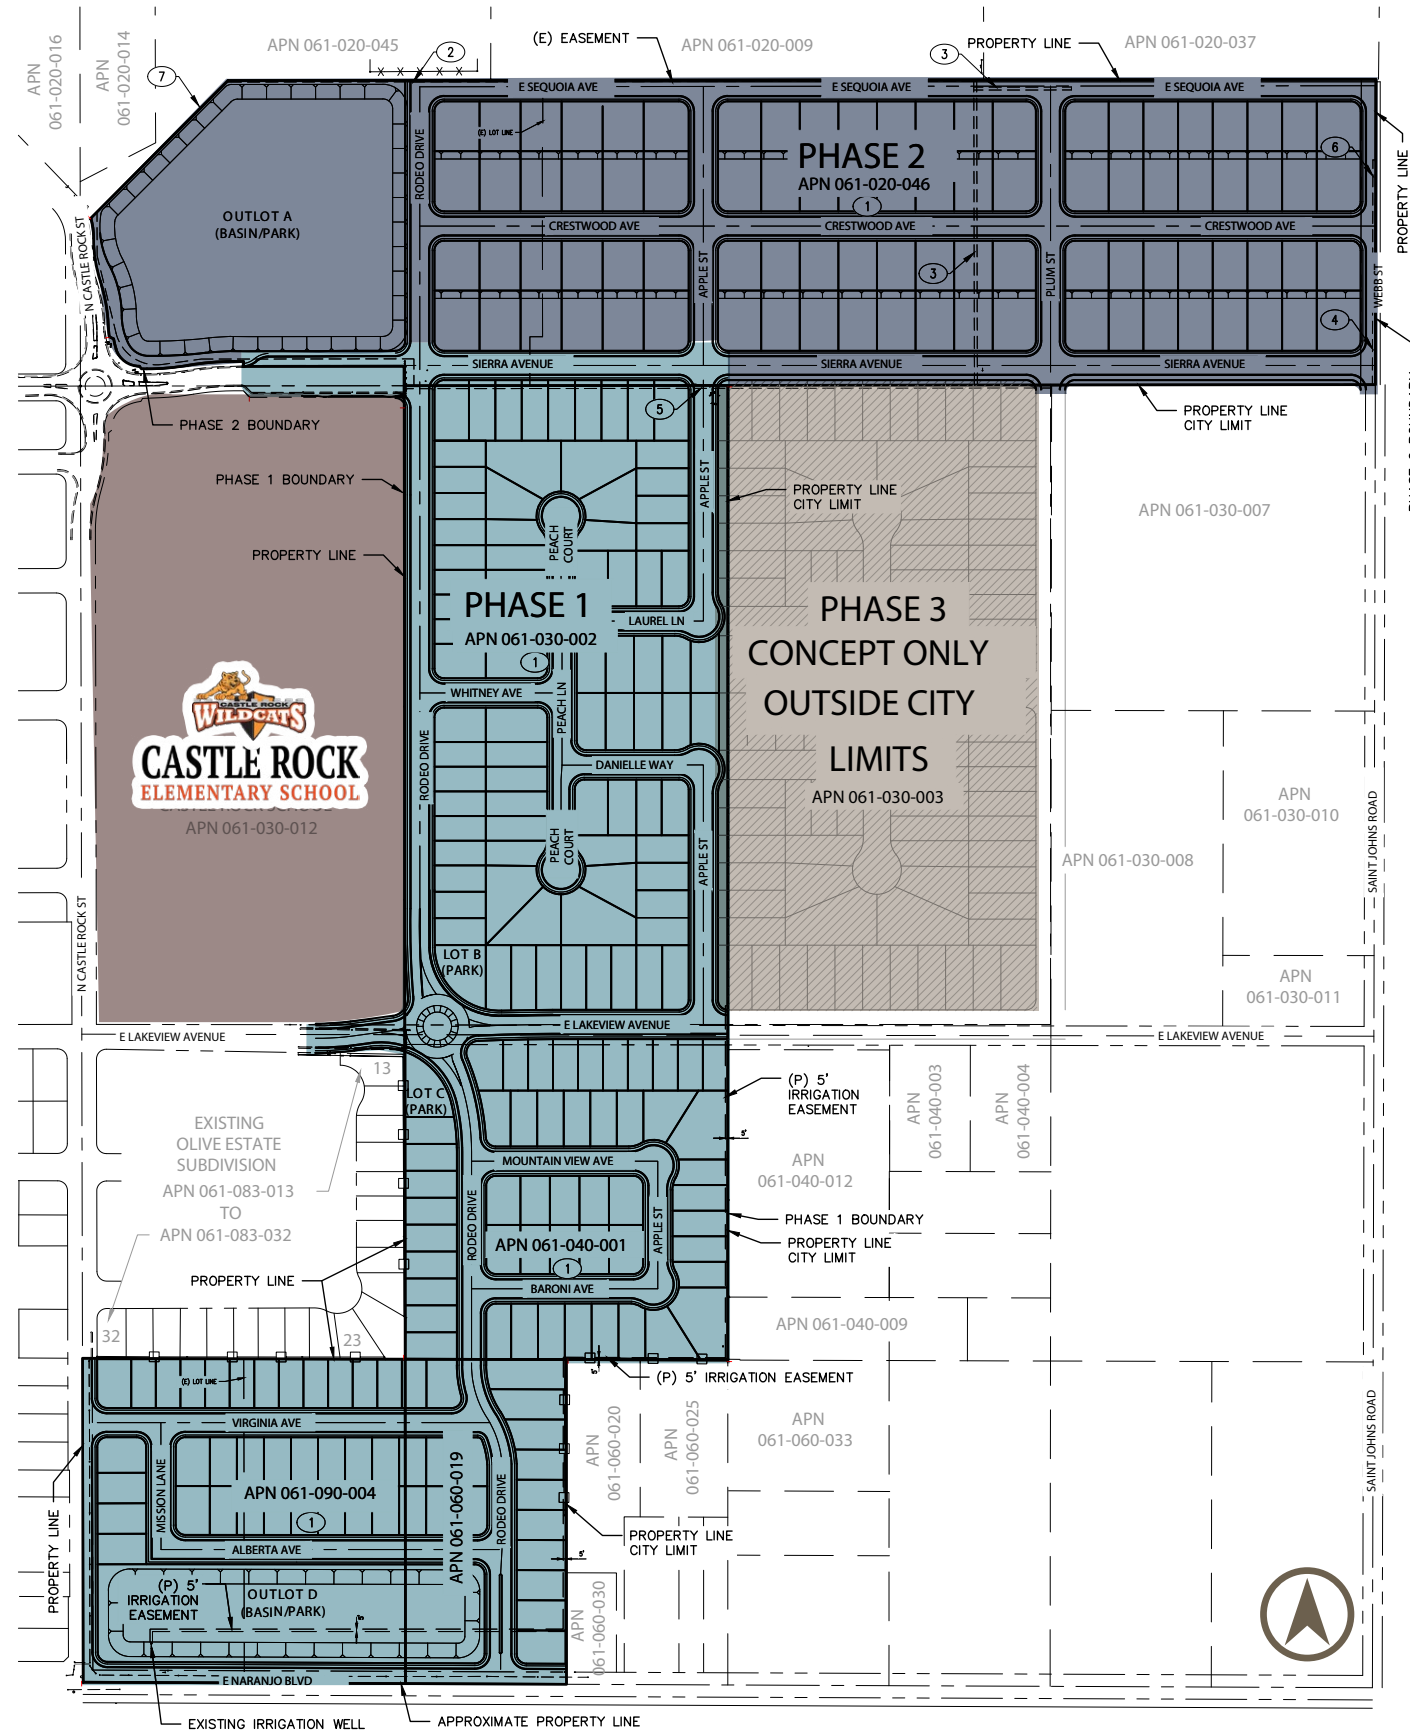 APN
061-020-016
APN
061-020-014
APN 061-020-045
(E) EASEMENT
APN 061-020-009
PROPERTY LINE
APN 061-020-037
7
2
3
E SEQUOIA AVE
E SEQUOIA AVE
E SEQUOIA AVE
(E) LOT LINE
RODEO DRIVE
PHASE 2
APN 061-020-046
1
6
PROPERTY LINE
OUTLOT A
(BASIN/PARK)
CRESTWOOD AVE
CRESTWOOD AVE
CRESTWOOD AVE
N CASTLE ROCK ST
APPLE ST
3
PLUM ST
WEBB ST
4
SIERRA AVENUE
SIERRA AVENUE
SIERRA AVENUE
PHASE 2 BOUNDARY
5
PROPERTY LINE
CITY LIMIT
PHASE 1 BOUNDARY
APPLE ST
PROPERTY LINE
CITY LIMIT
APN 061-030-007
PROPERTY LINE
PEACH
COURT
PHASE 1
APN 061-030-002
1
LAUREL LN
PHASE 3
CONCEPT ONLY
OUTSIDE CITY
LIMITS
APN 061-030-003
WHITNEY AVE
PEACH LN
CASTLE ROCK
WILDCATS
CASTLE ROCK
ELEMENTARY SCHOOL
APN 061-030-012
RODEO DRIVE
DANIELLE WAY
PEACH
COURT
APPLE ST
APN
061-030-010
APN 061-030-008
SAINT JOHNS ROAD
N CASTLE ROCK ST
LOT B
(PARK)
APN
061-030-011
E LAKEVIEW AVENUE
E LAKEVIEW AVENUE
E LAKEVIEW AVENUE
13
LOT C
(PARK)
(P) 5'
IRRIGATION
EASEMENT
5'
APN
061-040-003
APN
061-040-004
EXISTING
OLIVE ESTATE
SUBDIVISION
APN 061-083-013
TO
APN 061-083-032
MOUNTAIN VIEW AVE
APN
061-040-012
RODEO DRIVE
APPLE ST
PHASE 1 BOUNDARY
APN 061-040-001
1
PROPERTY LINE
CITY LIMIT
PROPERTY LINE
BARONI AVE
APN 061-040-009
32
23
(P) 5' IRRIGATION EASEMENT
5'
(E) LOT LINE
VIRGINIA AVE
APN
061-060-020
APN
061-060-025
APN
061-060-033
SAINT JOHNS ROAD
MISSION LANE
APN 061-090-004
1
APN 061-060-019
RODEO DRIVE
PROPERTY LINE
PROPERTY LINE
CITY LIMIT
ALBERTA AVE
5'
(P) 5'
IRRIGATION
EASEMENT
OUTLOT D
(BASIN/PARK)
5'
APN
061-060-030
E NARANJO BLVD
EXISTING IRRIGATION WELL
APPROXIMATE PROPERTY LINE